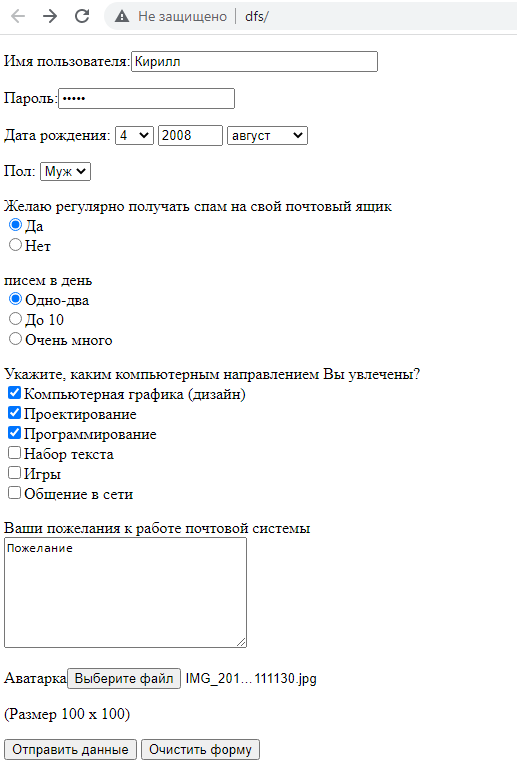 Не защищено dfs/
Имя пользователя: Кирилл
Пароль: •••••
Дата рождения: 4 2008 август
Пол: Муж
Желаю регулярно получать спам на свой почтовый ящик
Да
Нет
писем в день
Одно-два
До 10
Очень много
Укажите, каким компьютерным направлением Вы увлечены?
Компьютерная графика (дизайн)
Проектирование
Программирование
Набор текста
Игры
Общение в сети
Ваши пожелания к работе почтовой системы
Пожелание
Аватарка Выберите файл IMG_201...111130.jpg
(Размер 100 x 100)
Отправить данные Очистить форму